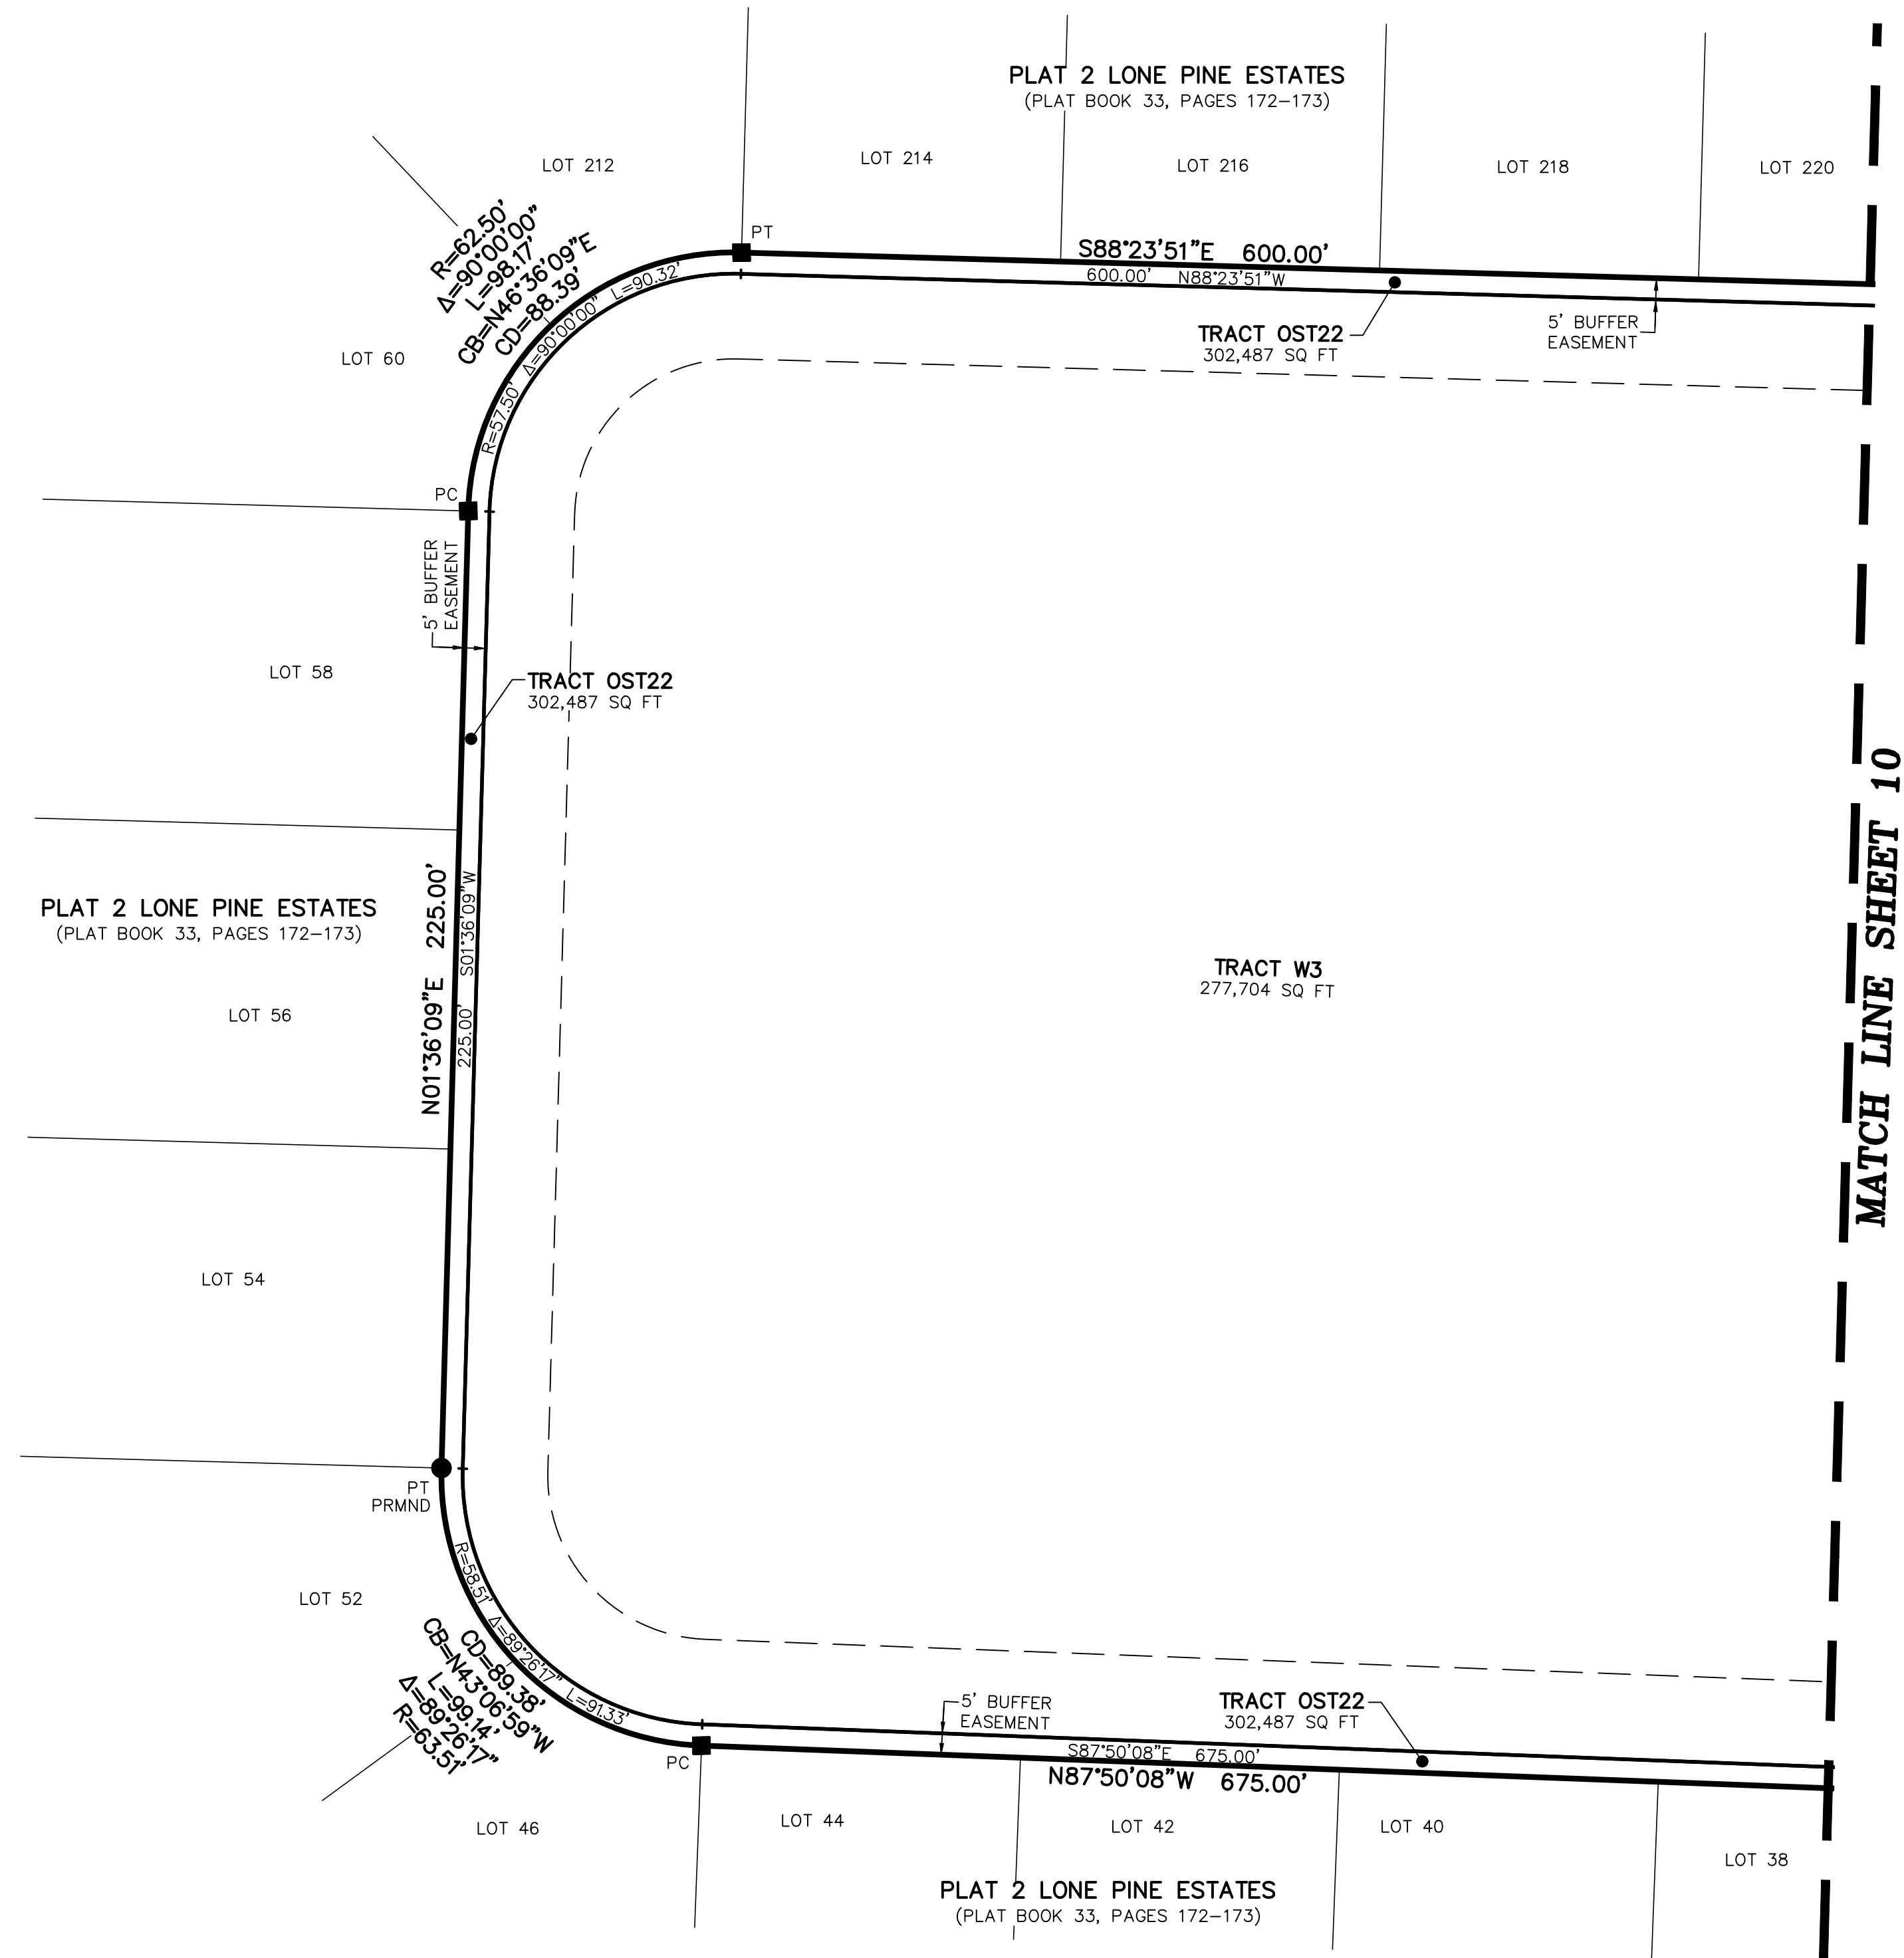 PLAT 2 LONE PINE ESTATES
(PLAT BOOK 33, PAGES 172–173)
LOT 212
LOT 214
LOT 216
LOT 218
LOT 220
R=62.50'
Δ=90°00'00"
L=98.17'
CB=N46°36'09"E
CD=88.39'
PT
S88°23'51"E 600.00'
600.00' N88°23'51"W
R=57.50' Δ=90°00'00" L=90.32'
TRACT OST22
302,487 SQ FT
5' BUFFER
EASEMENT
LOT 60
PC
5' BUFFER
EASEMENT
LOT 58
TRACT OST22
302,487 SQ FT
MATCH LINE SHEET 10
PLAT 2 LONE PINE ESTATES
(PLAT BOOK 33, PAGES 172–173)
N01°36'09"E 225.00'
225.00' S01°36'09"W
TRACT W3
277,704 SQ FT
LOT 56
LOT 54
PT
PRMND
LOT 52
R=58.51' Δ=89°26'17" L=91.33'
CD=89.38'
CB=N43°06'59"W
L=99.14'
Δ=89°26'17"
R=63.51'
PC
5' BUFFER
EASEMENT
TRACT OST22
302,487 SQ FT
S87°50'08"E 675.00'
N87°50'08"W 675.00'
LOT 46
LOT 44
LOT 42
LOT 40
LOT 38
PLAT 2 LONE PINE ESTATES
(PLAT BOOK 33, PAGES 172–173)